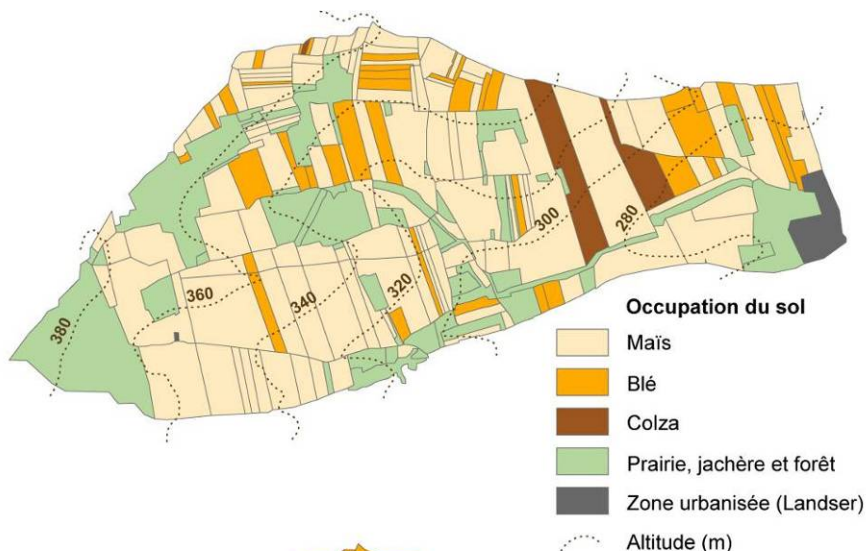 380
360
340
320
300
280
Occupation du sol
Maïs
Blé
Colza
Prairie, jachère et forêt
Zone urbanisée (Landser)
Altitude (m)